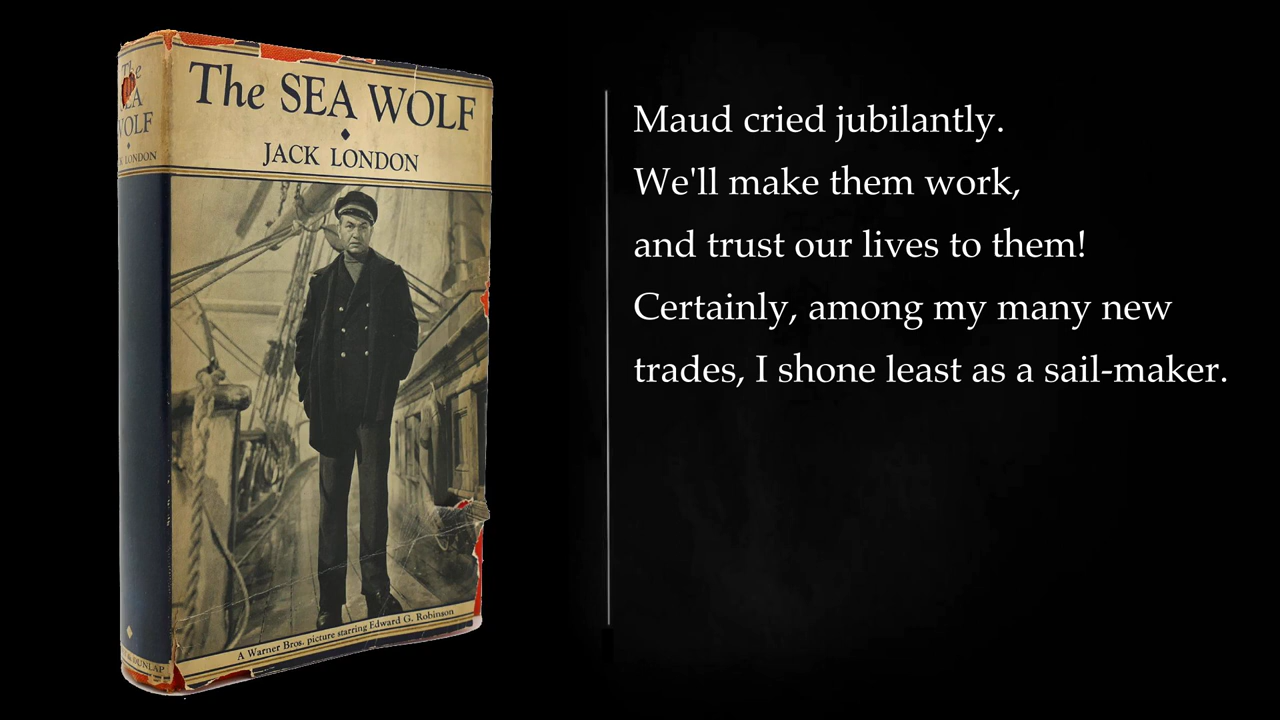 The
SEA
WOLF
LONDON
DUNLAP
The SEA WOLF
JACK LONDON
A Warner Bros. picture starring Edward G. Robinson
Maud cried jubilantly.
We'll make them work,
and trust our lives to them!
Certainly, among my many new
trades, I shone least as a sail-maker.